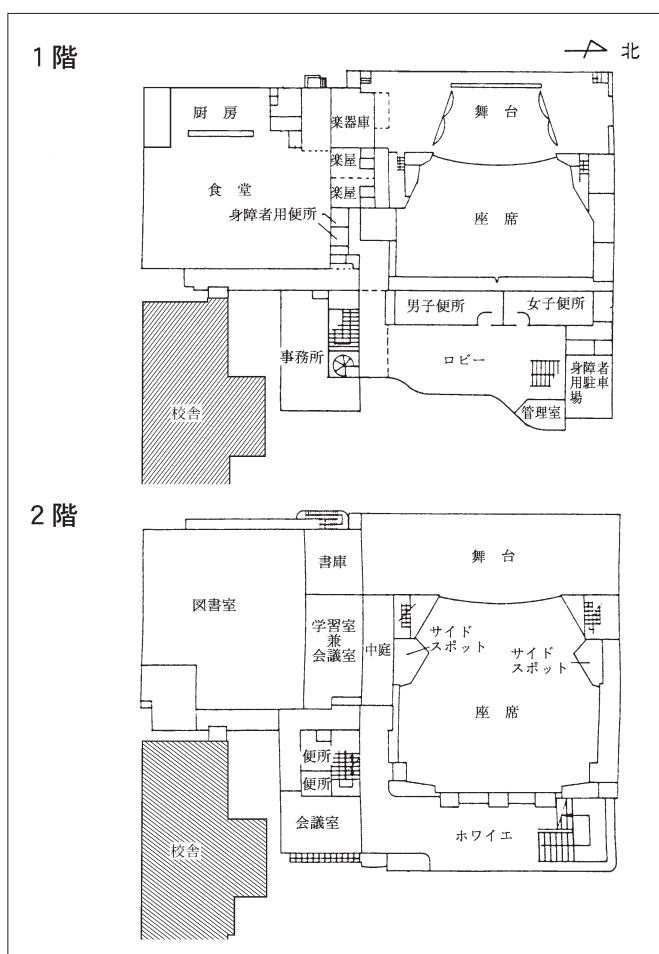 1階
北
厨房
舞台
楽器庫
楽屋
食堂
楽屋
身障者用便所
座席
男子便所
女子便所
事務所
ロビー
身障者
用駐車
場
校舎
管理室
2階
書庫
舞台
図書室
学習室
兼
会議室
中庭
サイド
スポット
サイド
スポット
座席
便所
便所
会議室
ホワイエ
校舎